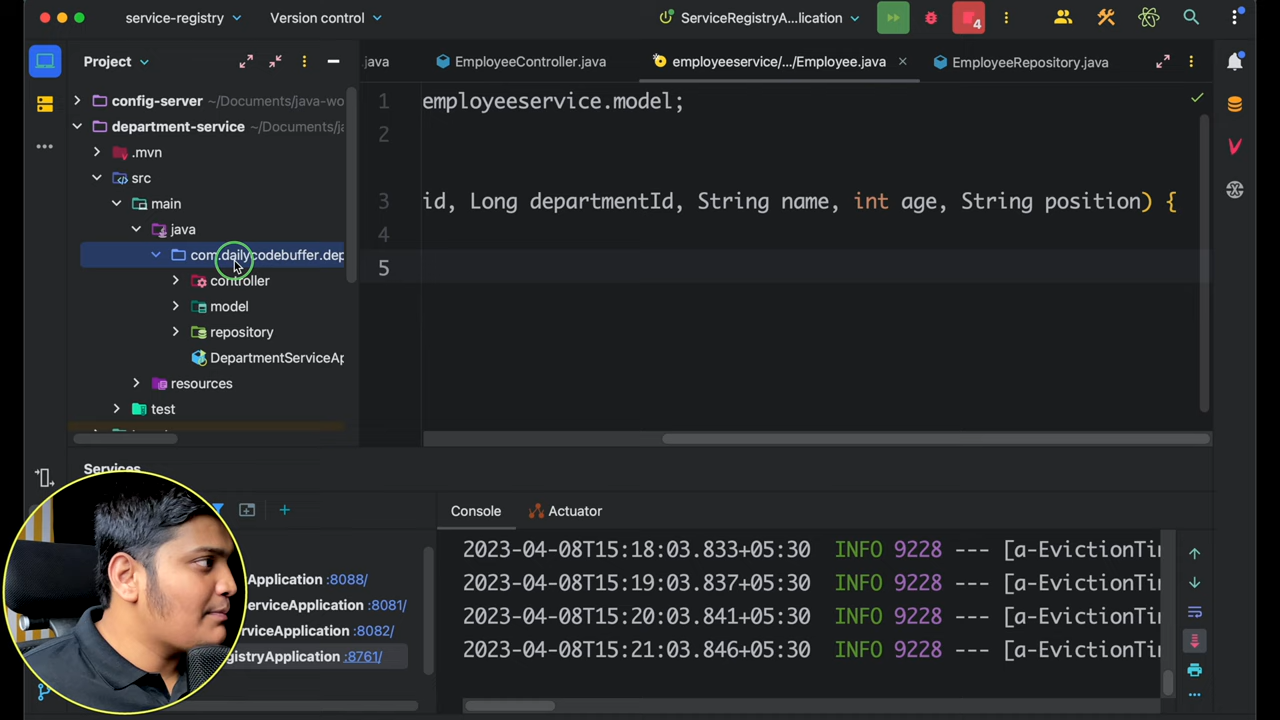 service-registry
Version control
ServiceRegistryA...lication
4
Project
.java
EmployeeController.java
employeeservice/.../Employee.java
EmployeeRepository.java
config-server ~/Documents/java-wo
department-service ~/Documents/ja
.mvn
src
main
java
com.dailycodebuffer.dep
controller
model
repository
DepartmentServiceAp
resources
test
1 employeeservice.model;
2
3 id, Long departmentId, String name, int age, String position) {
4
5
Services
Console
Actuator
Application :8088/
erviceApplication :8081/
rviceApplication :8082/
gistryApplication :8761/
2023-04-08T15:18:03.833+05:30 INFO 9228 --- [a-EvictionTi
2023-04-08T15:19:03.837+05:30 INFO 9228 --- [a-EvictionTi
2023-04-08T15:20:03.841+05:30 INFO 9228 --- [a-EvictionTi
2023-04-08T15:21:03.846+05:30 INFO 9228 --- [a-EvictionTi